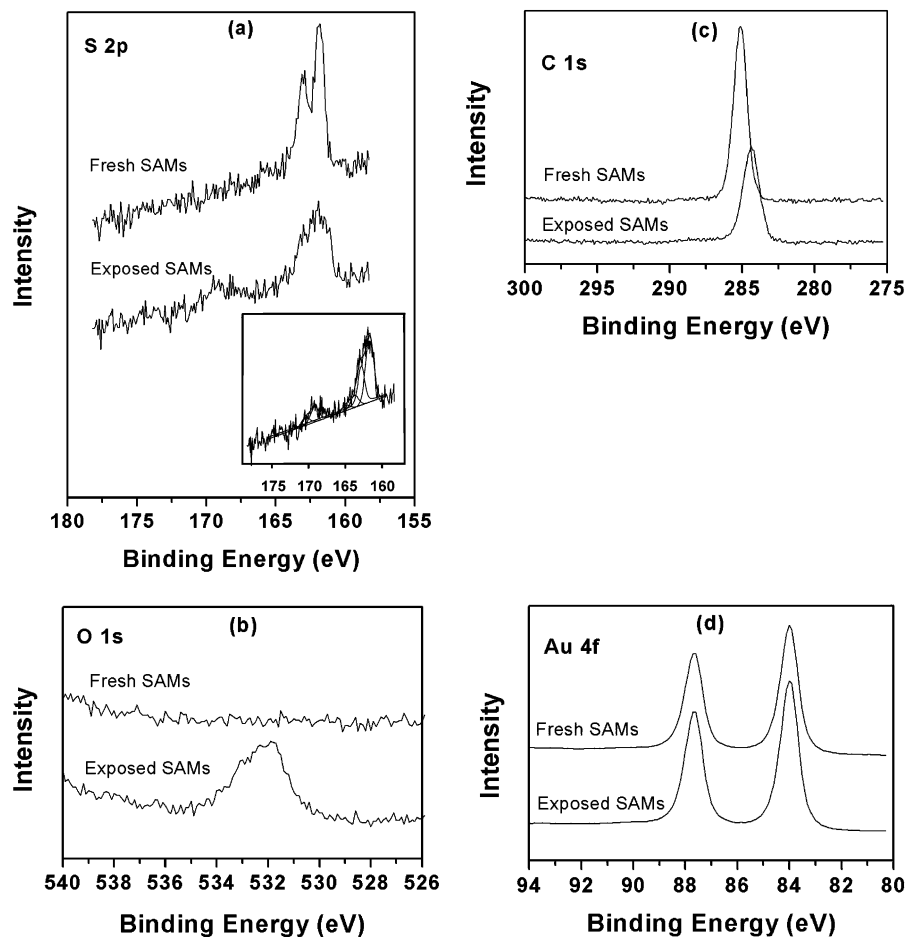 (a)
S 2p
Fresh SAMs
Exposed SAMs
Intensity
175 170 165 160
180 175 170 165 160 155
Binding Energy (eV)
(c)
C 1s
Fresh SAMs
Exposed SAMs
Intensity
300 295 290 285 280 275
Binding Energy (eV)
(b)
O 1s
Fresh SAMs
Exposed SAMs
Intensity
540 538 536 534 532 530 528 526
Binding Energy (eV)
(d)
Au 4f
Fresh SAMs
Exposed SAMs
Intensity
94 92 90 88 86 84 82 80
Binding Energy (eV)